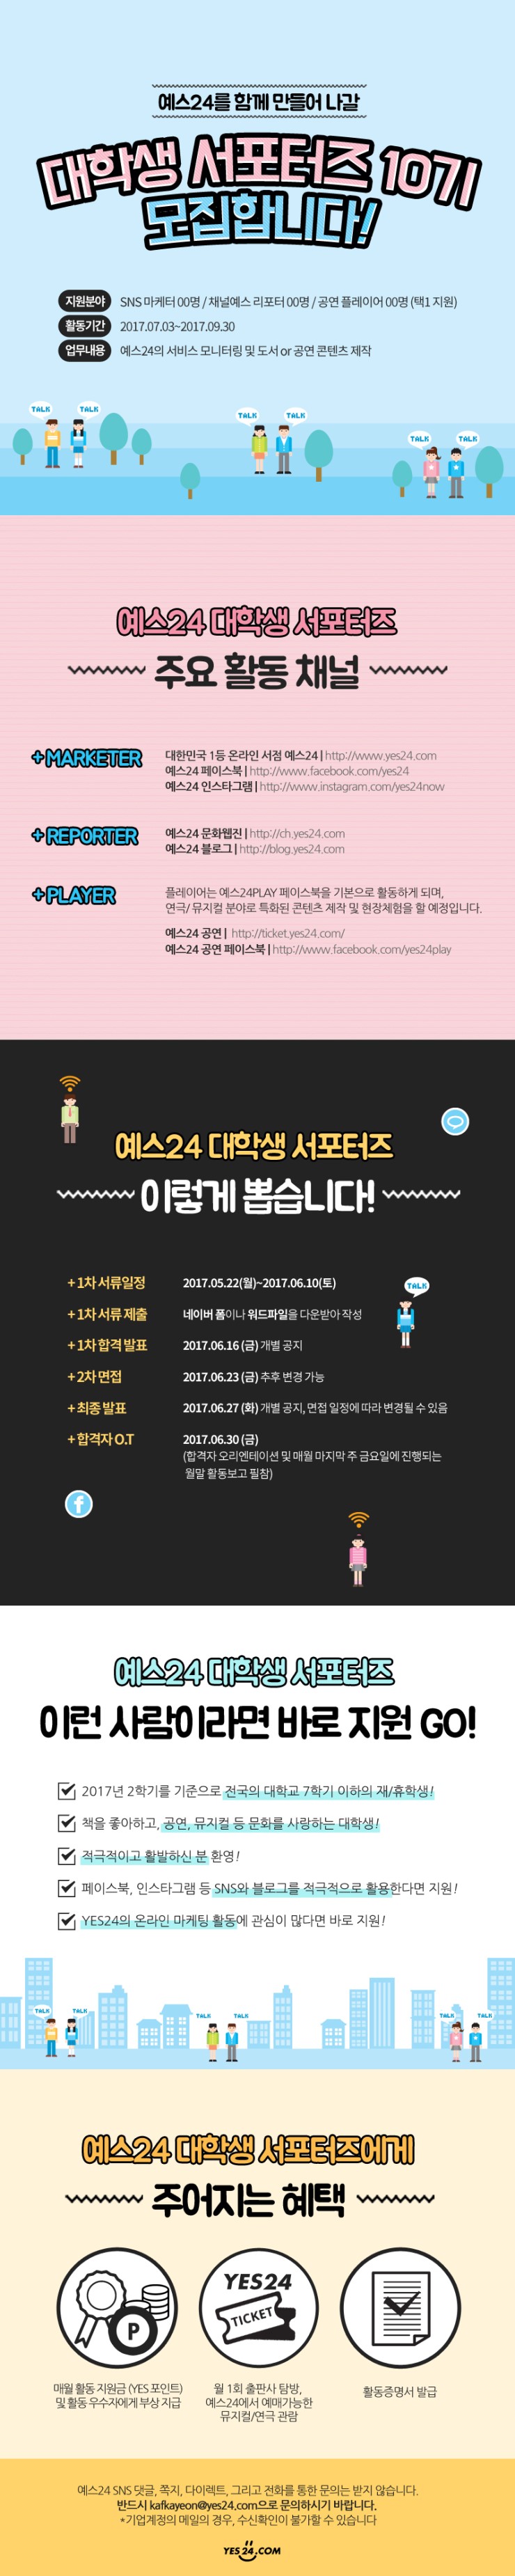 예스24를 함께 만들어 나갈
대학생 서포터즈 10기
모집합니다!
지원분야 SNS 마케터 00명 / 채널예스 리포터 00명 / 공연 플레이어 00명 (택1 지원)
활동기간 2017.07.03~2017.09.30
업무내용 예스24의 서비스 모니터링 및 도서 or 공연 콘텐츠 제작
TALK TALK
TALK TALK
TALK TALK
예스24 대학생 서포터즈
주요 활동 채널
+MARKETER
대한민국 1등 온라인 서점 예스24 | http://www.yes24.com
예스24 페이스북 | http://www.facebook.com/yes24
예스24 인스타그램 | http://www.instagram.com/yes24now
+REPORTER
예스24 문화웹진 | http://ch.yes24.com
예스24 블로그 | http://blog.yes24.com
+PLAYER
플레이어는 예스24PLAY 페이스북을 기본으로 활동하게 되며,
연극/ 뮤지컬 분야로 특화된 콘텐츠 제작 및 현장체험을 할 예정입니다.
예스24 공연 | http://ticket.yes24.com/
예스24 공연 페이스북 | http://www.facebook.com/yes24play
예스24 대학생 서포터즈
이렇게 뽑습니다!
+ 1차 서류일정 2017.05.22(월)~2017.06.10(토)
TALK
+ 1차 서류 제출 네이버 폼이나 워드파일을 다운받아 작성
+ 1차 합격 발표 2017.06.16 (금) 개별 공지
+ 2차 면접 2017.06.23 (금) 추후 변경 가능
+ 최종 발표 2017.06.27 (화) 개별 공지, 면접 일정에 따라 변경될 수 있음
+ 합격자 O.T 2017.06.30 (금)
(합격자 오리엔테이션 및 매월 마지막 주 금요일에 진행되는
월말 활동보고 필참)
f
예스24 대학생 서포터즈
이런 사람이라면 바로 지원 GO!
2017년 2학기를 기준으로 전국의 대학교 7학기 이하의 재/휴학생!
책을 좋아하고, 공연, 뮤지컬 등 문화를 사랑하는 대학생!
적극적이고 활발하신 분 환영!
페이스북, 인스타그램 등 SNS와 블로그를 적극적으로 활용한다면 지원!
YES24의 온라인 마케팅 활동에 관심이 많다면 바로 지원!
TALK TALK
TALK TALK
TALK TALK
예스24 대학생 서포터즈에게
주어지는 혜택
P
YES24
TICKET
매월 활동 지원금 (YES 포인트)
및 활동 우수자에게 부상 지급
월 1회 출판사 탐방,
예스24에서 예매가능한
뮤지컬/연극 관람
활동증명서 발급
예스24 SNS 댓글, 쪽지, 다이렉트, 그리고 전화를 통한 문의는 받지 않습니다.
반드시 kafkayeon@yes24.com으로 문의하시기 바랍니다.
*기업계정의 메일의 경우, 수신확인이 불가할 수 있습니다
YES24.COM